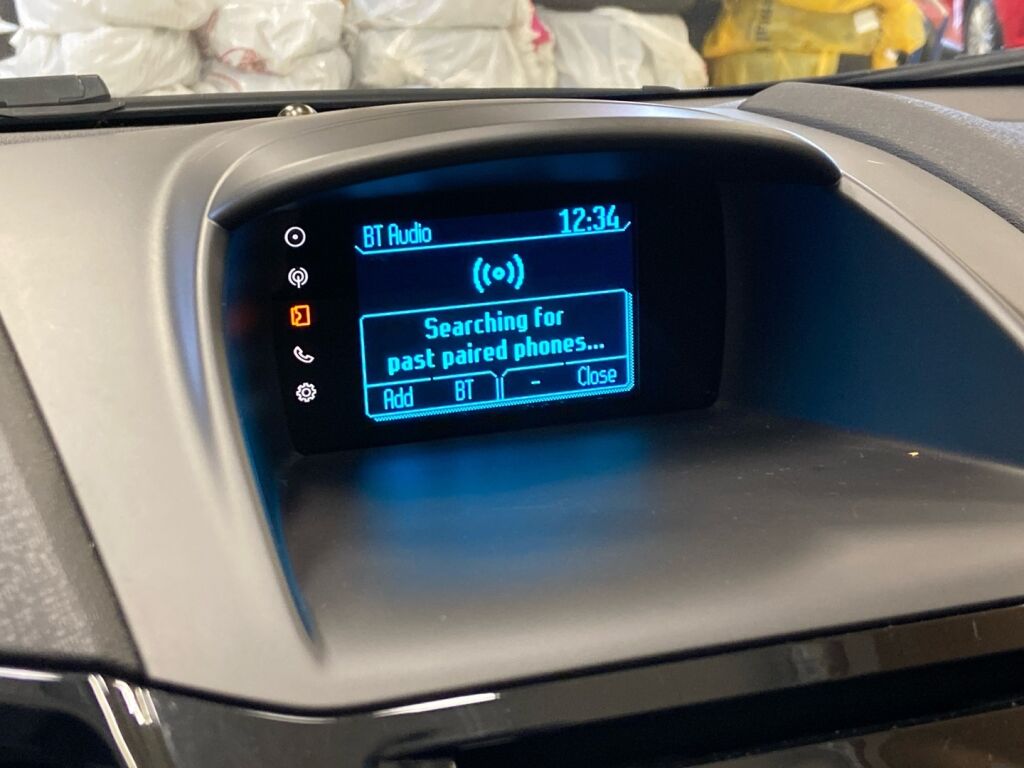 BT Audio 12:34
Searching for
past paired phones...
Add BT - Close